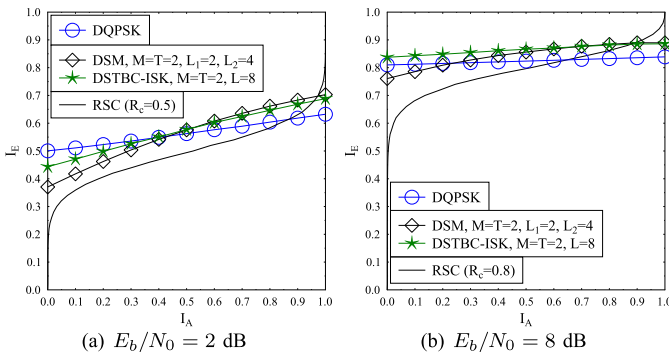 1.0
0.9
0.8
0.7
0.6
0.5
0.4
0.3
0.2
0.1
0.0
I_E
DQPSK
DSM, M=T=2, L₁=2, L₂=4
DSTBC-ISK, M=T=2, L=8
RSC (R_c=0.5)
0.0 0.1 0.2 0.3 0.4 0.5 0.6 0.7 0.8 0.9 1.0
I_A
(a) E_b/N_0 = 2 dB
1.0
0.9
0.8
0.7
0.6
0.5
0.4
0.3
0.2
0.1
0.0
I_E
DQPSK
DSM, M=T=2, L₁=2, L₂=4
DSTBC-ISK, M=T=2, L=8
RSC (R_c=0.8)
0.0 0.1 0.2 0.3 0.4 0.5 0.6 0.7 0.8 0.9 1.0
I_A
(b) E_b/N_0 = 8 dB